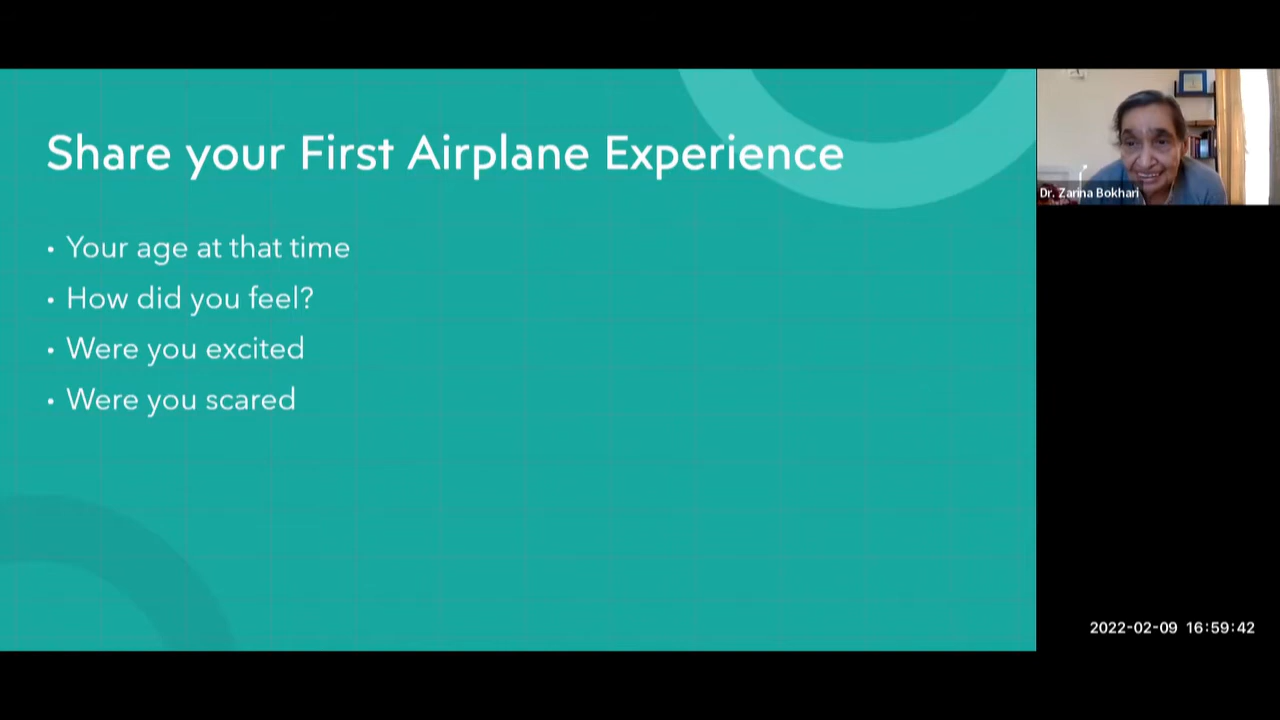 Share your First Airplane Experience
• Your age at that time
• How did you feel?
• Were you excited
• Were you scared
Dr. Zarina Bokhari
2022-02-09 16:59:42